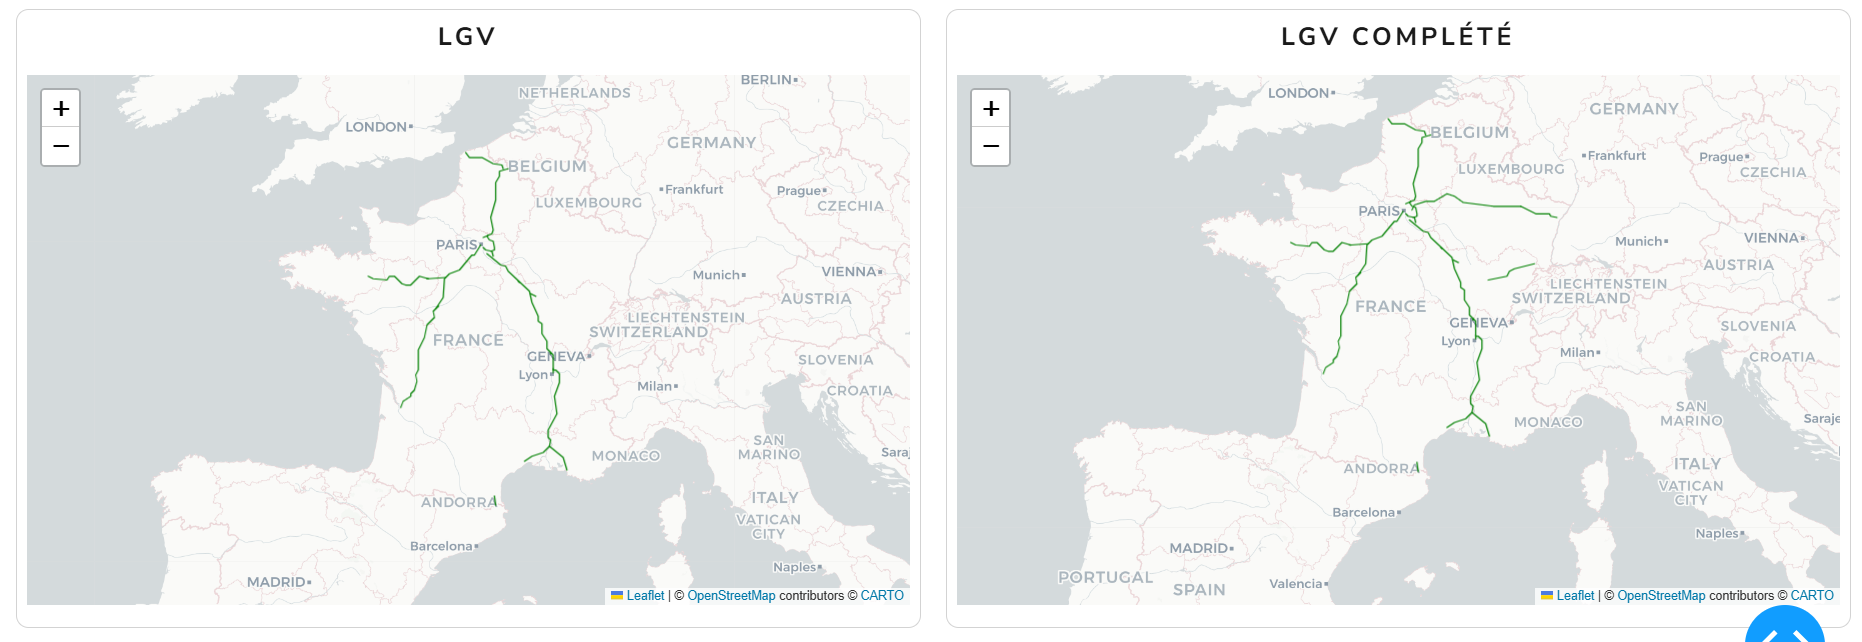 LGV
+
−
BERLIN
NETHERLANDS
LONDON
GERMANY
BELGIUM
Frankfurt
Prague
LUXEMBOURG
CZECHIA
PARIS
Munich
VIENNA
AUSTRIA
LIECHTENSTEIN
SWITZERLAND
FRANCE
GENEVA
SLOVENIA
Lyon
Milan
CROATIA
SAN
MARINO
MONACO
Saraj
ANDORRA
ITALY
VATICAN
CITY
Barcelona
Naples
MADRID
Leaflet | © OpenStreetMap contributors © CARTO
LGV COMPLÉTÉ
+
−
LONDON
GERMANY
BELGIUM
Frankfurt
Prague
LUXEMBOURG
CZECHIA
PARIS
Munich
VIENNA
AUSTRIA
LIECHTENSTEIN
SWITZERLAND
FRANCE
GENEVA
SLOVENIA
Lyon
Milan
CROATIA
SAN
MARINO
MONACO
Saraje
ANDORRA
ITALY
VATICAN
CITY
Barcelona
Naples
MADRID
PORTUGAL
SPAIN
Valencia
Leaflet | © OpenStreetMap contributors © CARTO